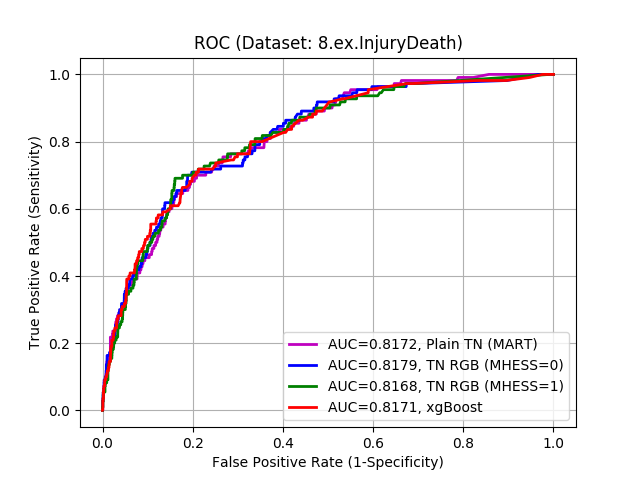 ROC (Dataset: 8.ex.InjuryDeath)
True Positive Rate (Sensitivity)
1.0
0.8
0.6
0.4
0.2
0.0
AUC=0.8172, Plain TN (MART)
AUC=0.8179, TN RGB (MHESS=0)
AUC=0.8168, TN RGB (MHESS=1)
AUC=0.8171, xgBoost
0.0 0.2 0.4 0.6 0.8 1.0
False Positive Rate (1-Specificity)